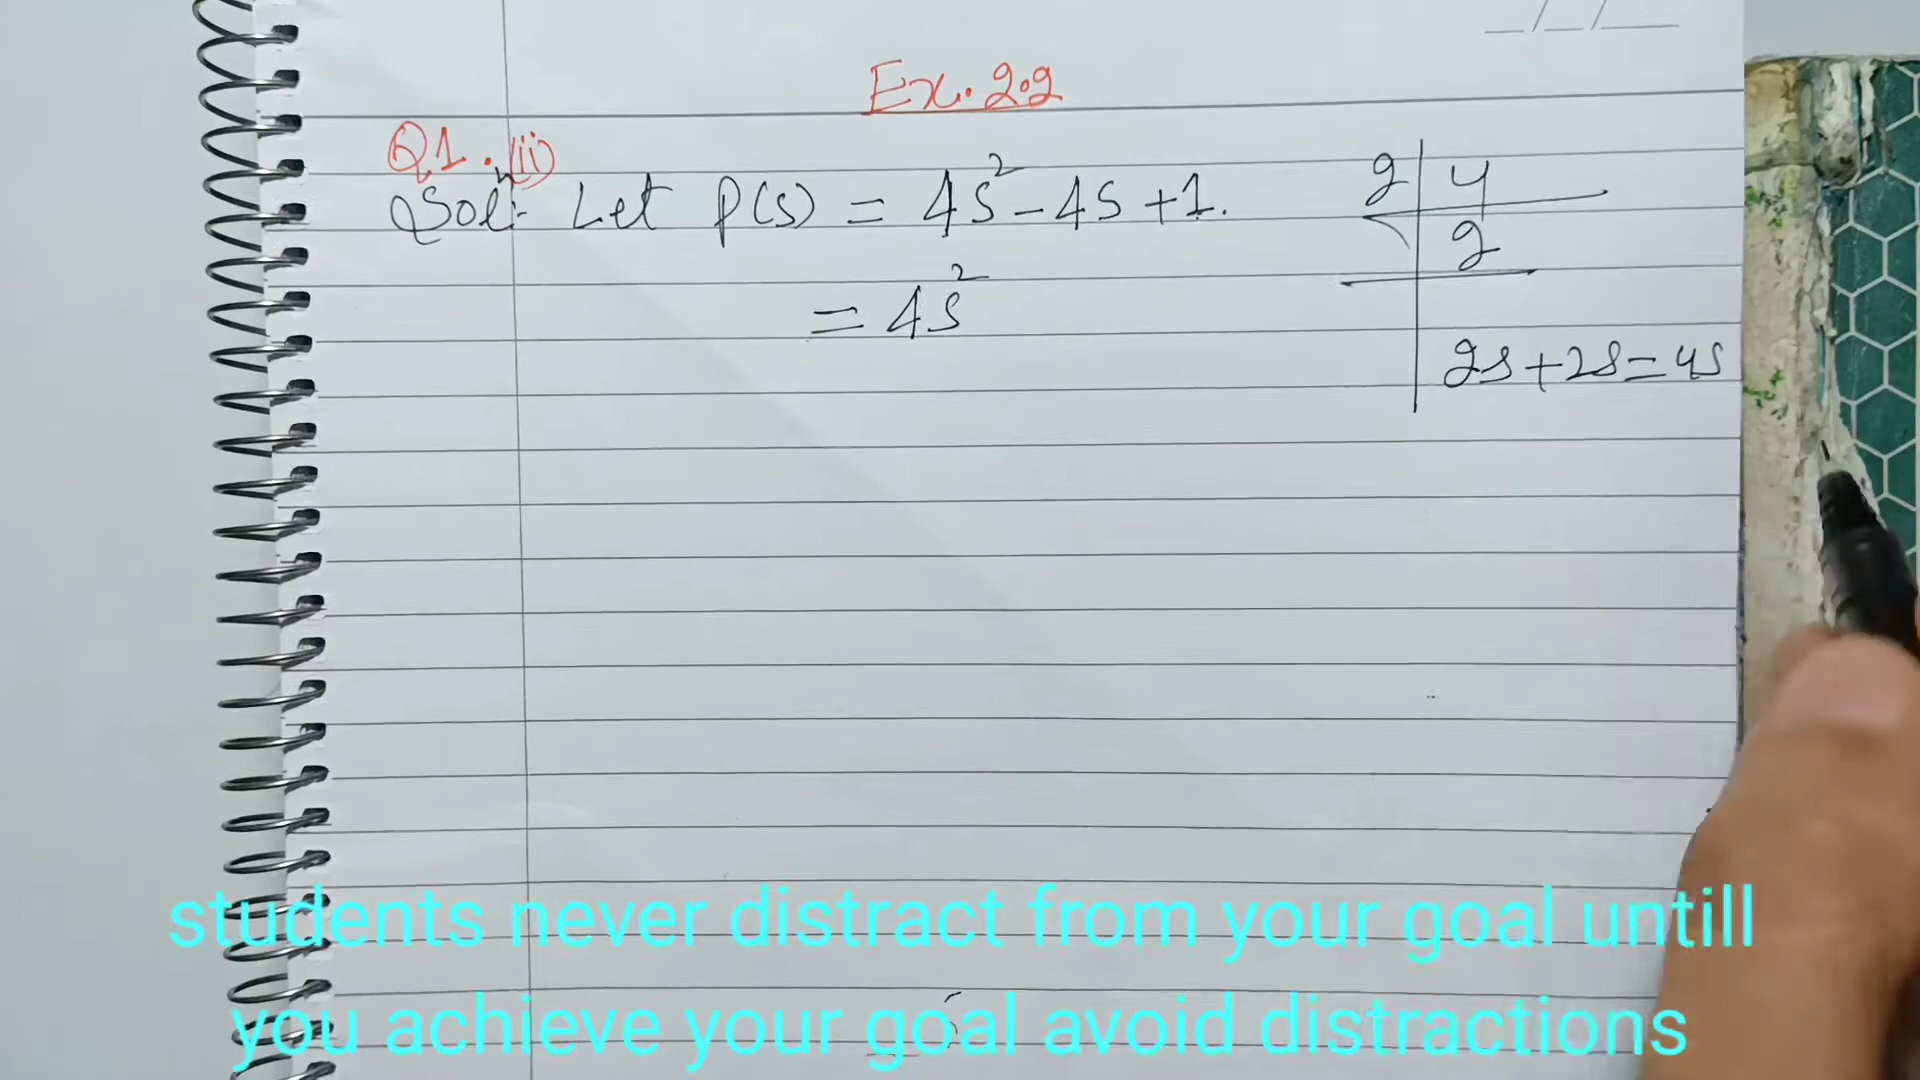 Ex. 2.2
Q1. (ii)
Solⁿ:- Let P(s) = 4s² - 4s + 1.
= 4s²
2 | 4
2
2s + 2s = 4s
students never distract from your goal untill
you achieve your goal avoid distractions